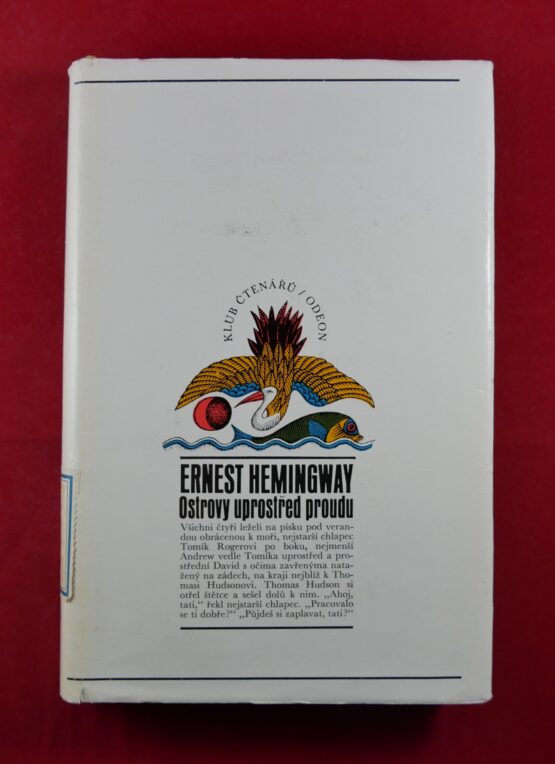 KLUB ČTENÁŘŮ / ODEON
ERNEST HEMINGWAY
Ostrovy uprostřed proudu
Všichni čtyři leželi na písku pod veran-
dou obrácenou k moři, nejstarší chlapec
Tomík Rogerovi po boku, nejmenší
Andrew vedle Tomíka uprostřed a pro-
střední David s očima zavřenýma nata-
žený na zádech, na kraji nejblíž k Tho-
masi Hudsonovi. Thomas Hudson si
otřel štětce a sešel dolů k nim. „Ahoj,
tati,“ řekl nejstarší chlapec. „Pracovalo
se ti dobře?“ „Půjdeš si zaplavat, tati?“